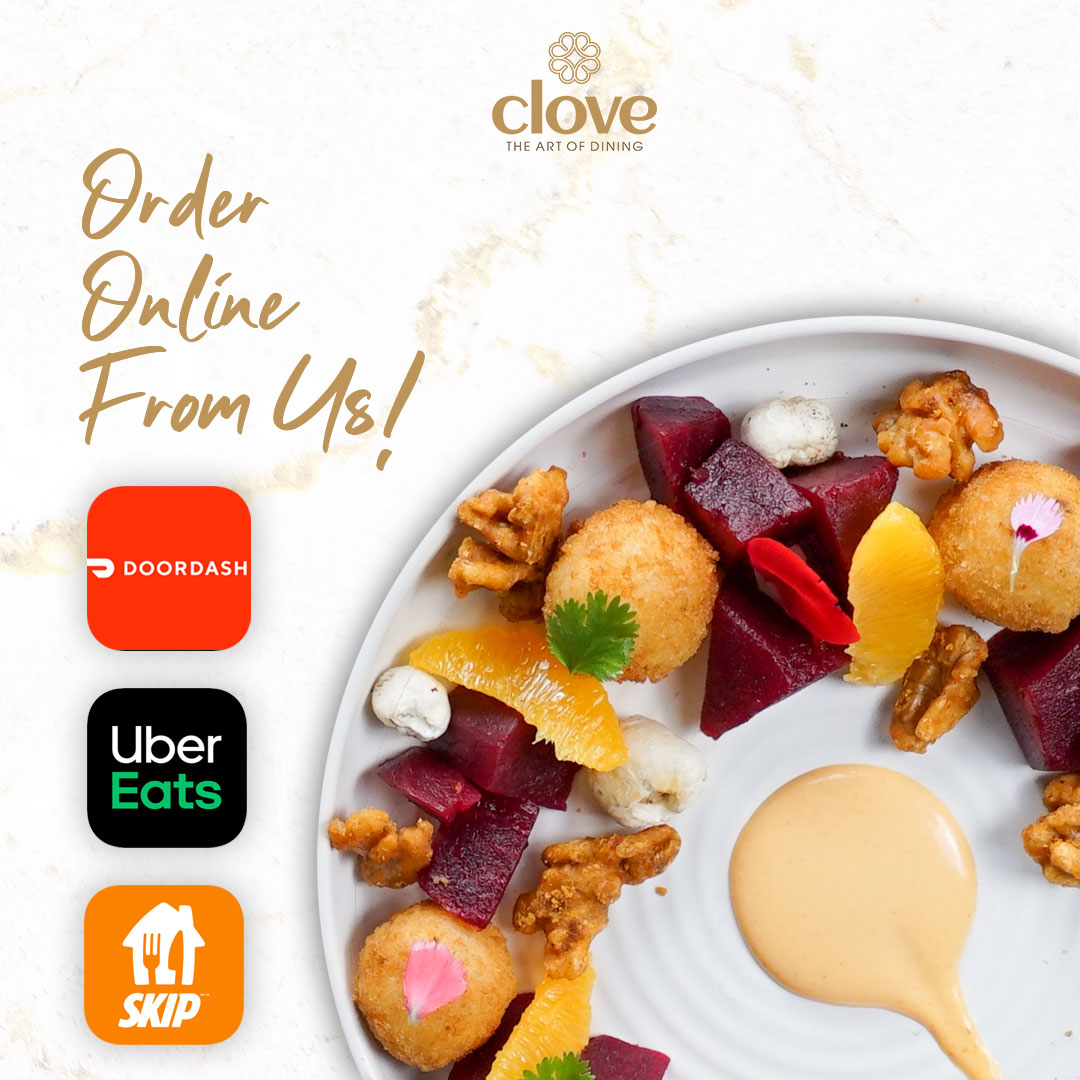 clove
THE ART OF DINING
Order
Online
From Us!
DOORDASH
Uber
Eats
SKIP